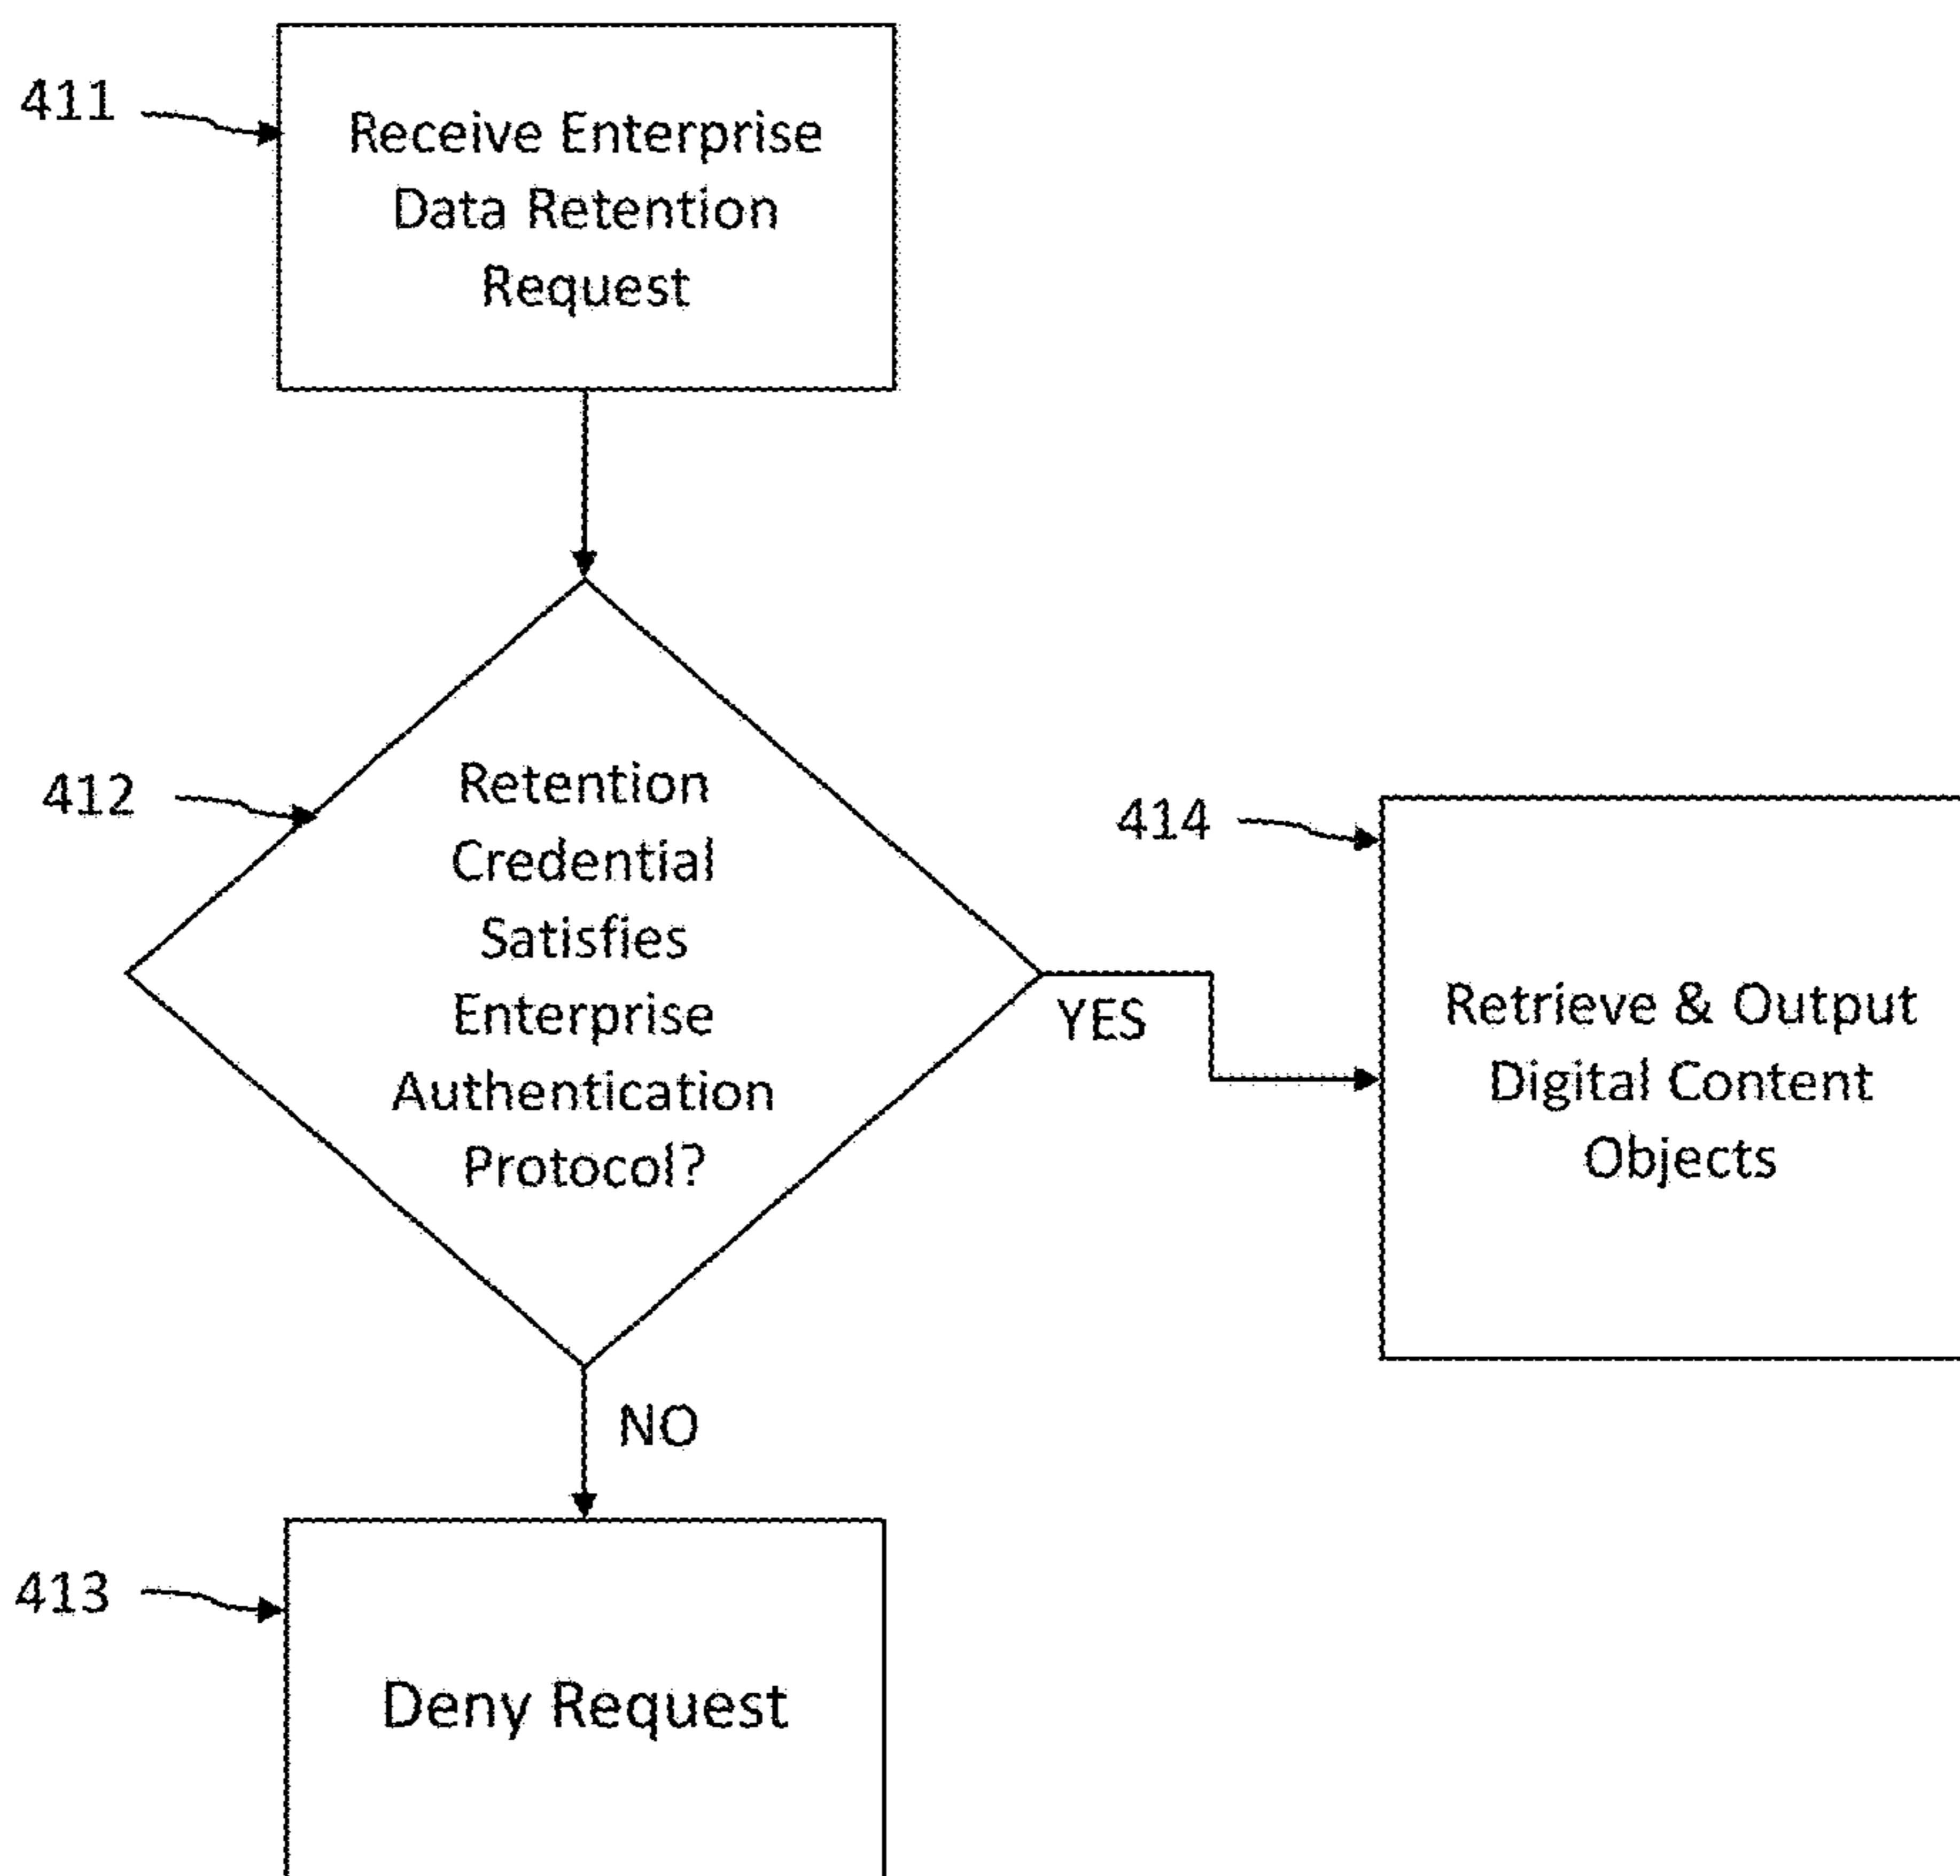 411
Receive Enterprise
Data Retention
Request
412
Retention
Credential
Satisfies
Enterprise
Authentication
Protocol?
YES
414
Retrieve & Output
Digital Content
Objects
NO
413
Deny Request